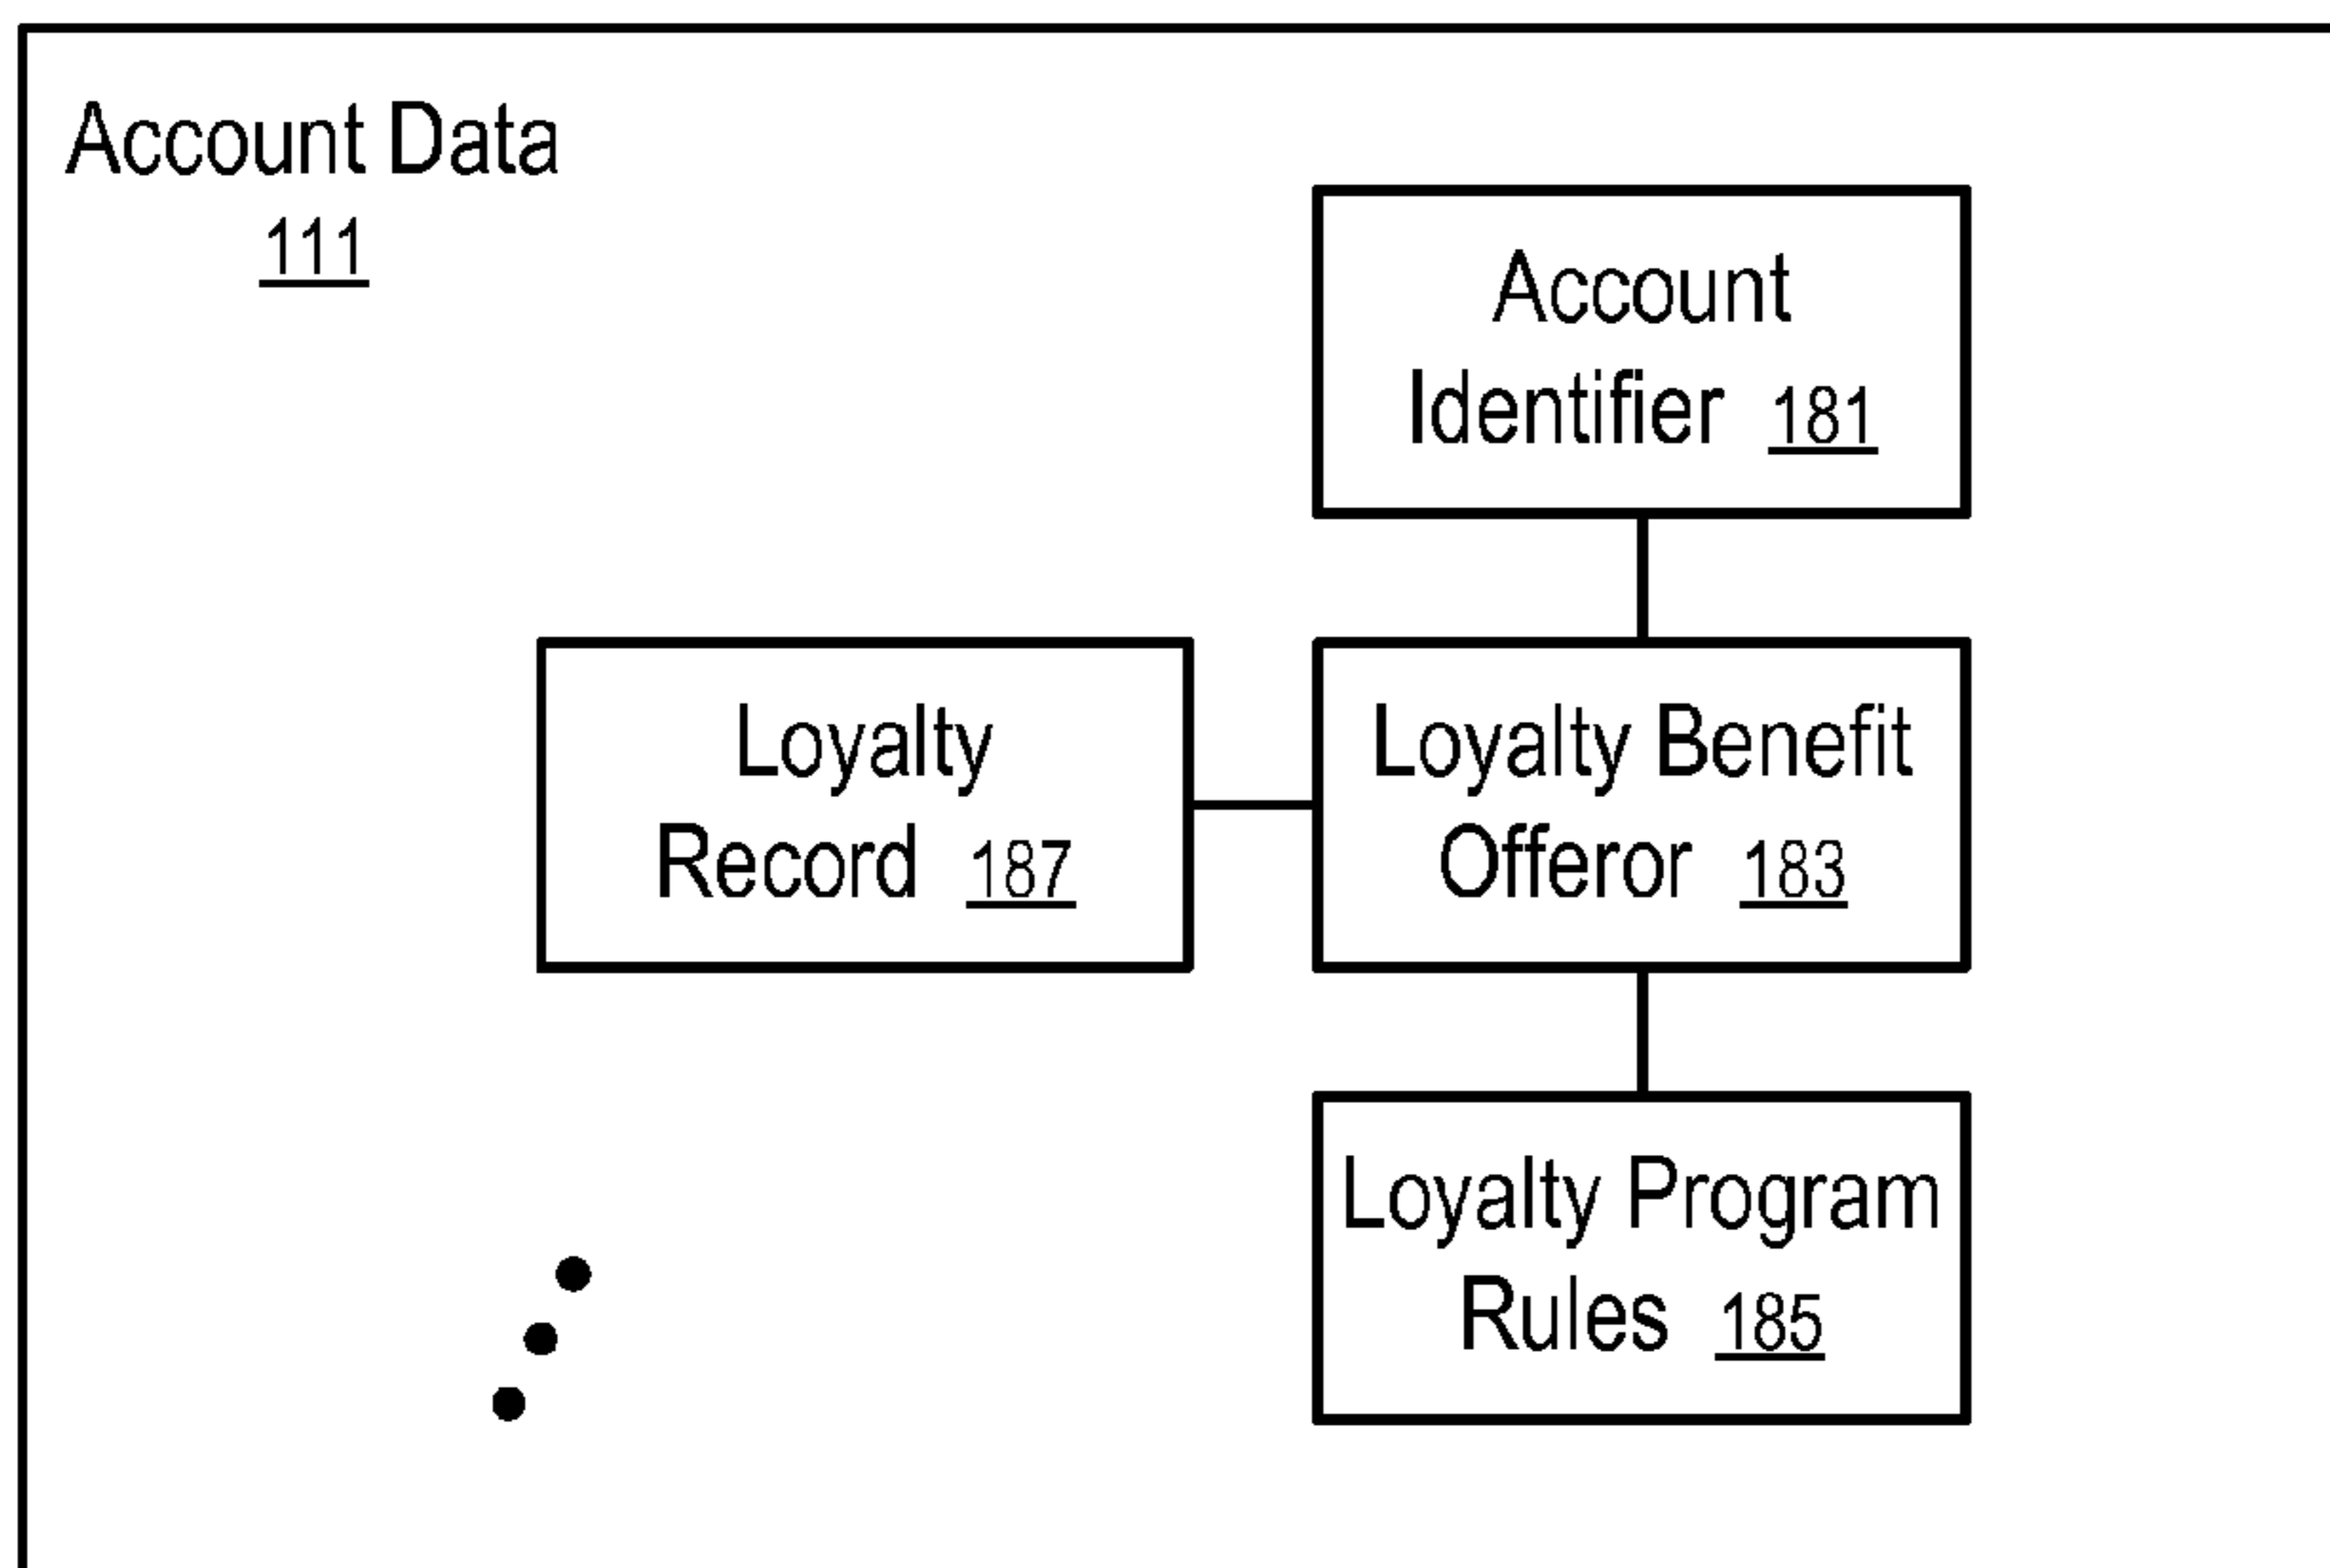 Account Data
111
Account
Identifier 181
Loyalty
Record 187
Loyalty Benefit
Offeror 183
Loyalty Program
Rules 185